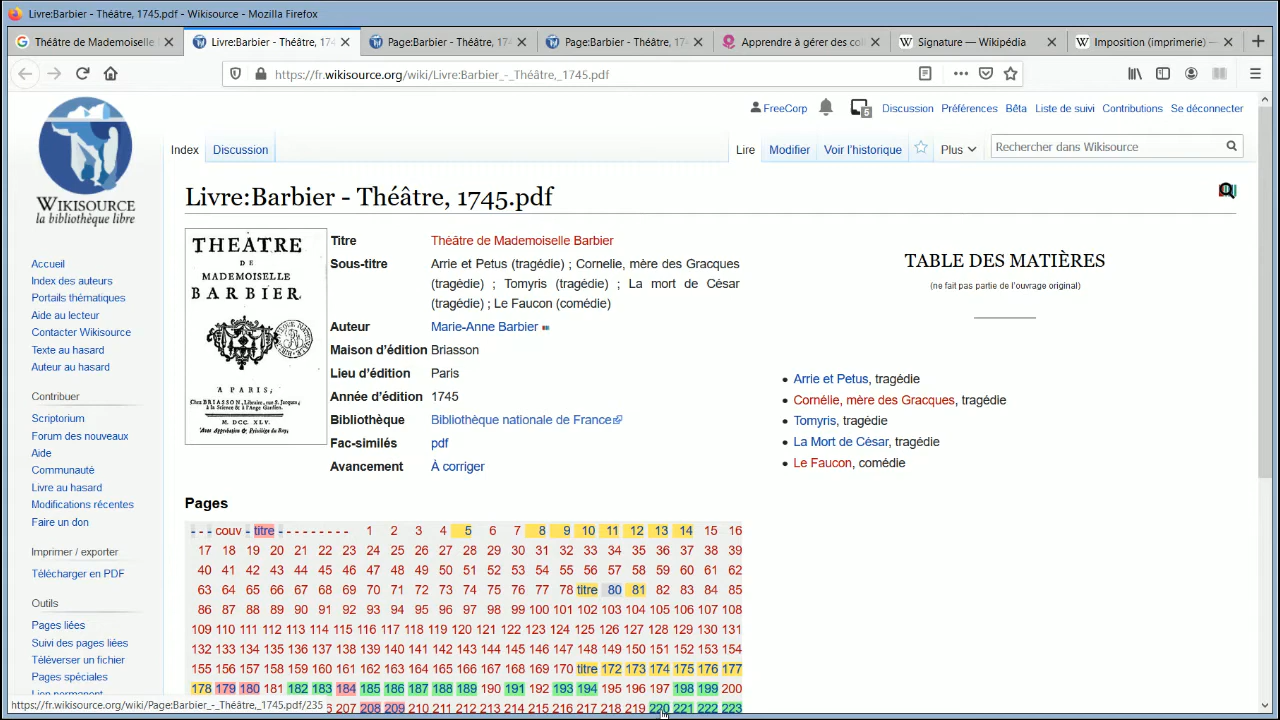 Livre:Barbier - Théâtre, 1745.pdf - Wikisource - Mozilla Firefox
Théâtre de Mademoiselle
Livre:Barbier - Théâtre, 174
Page:Barbier - Théâtre, 17
Page:Barbier - Théâtre, 17
Apprendre à gérer des col
Signature — Wikipédia
Imposition (imprimerie) —
https://fr.wikisource.org/wiki/Livre:Barbier_-_Théâtre,_1745.pdf
FreeCorp
6
Discussion
Préférences
Bêta
Liste de suivi
Contributions
Se déconnecter
Index
Discussion
Lire
Modifier
Voir l'historique
Plus
Rechercher dans Wikisource
WIKISOURCE
la bibliothèque libre
Accueil
Index des auteurs
Portails thématiques
Aide au lecteur
Contacter Wikisource
Texte au hasard
Auteur au hasard
Contribuer
Scriptorium
Forum des nouveaux
Aide
Communauté
Livre au hasard
Modifications récentes
Faire un don
Imprimer / exporter
Télécharger en PDF
Outils
Pages liées
Suivi des pages liées
Téléverser un fichier
Pages spéciales
Lien permanent
Livre:Barbier - Théâtre, 1745.pdf
THEATRE
DE
MADEMOISELLE
BARBIER.
A PARIS,
Chez BRIASSON, Libraire, rue S. Jacques,
à la Science & à l'Ange Gardien.
M. DCC. XLV.
Avec Approbation & Privilége du Roy.
Titre Théâtre de Mademoiselle Barbier
Sous-titre Arrie et Petus (tragédie) ; Cornelie, mère des Gracques
(tragédie) ; Tomyris (tragédie) ; La mort de César
(tragédie) ; Le Faucon (comédie)
Auteur Marie-Anne Barbier
Maison d'édition Briasson
Lieu d'édition Paris
Année d'édition 1745
Bibliothèque Bibliothèque nationale de France
Fac-similés pdf
Avancement À corriger
TABLE DES MATIÈRES
(ne fait pas partie de l'ouvrage original)
• Arrie et Petus, tragédie
• Cornélie, mère des Gracques, tragédie
• Tomyris, tragédie
• La Mort de César, tragédie
• Le Faucon, comédie
Pages
- - - couv - titre - - - - - - - - - 1 2 3 4 5 6 7 8 9 10 11 12 13 14 15 16
17 18 19 20 21 22 23 24 25 26 27 28 29 30 31 32 33 34 35 36 37 38 39
40 41 42 43 44 45 46 47 48 49 50 51 52 53 54 55 56 57 58 59 60 61 62
63 64 65 66 67 68 69 70 71 72 73 74 75 76 77 78 titre 80 81 82 83 84 85
86 87 88 89 90 91 92 93 94 95 96 97 98 99 100 101 102 103 104 105 106 107 108
109 110 111 112 113 114 115 116 117 118 119 120 121 122 123 124 125 126 127 128 129 130 131
132 133 134 135 136 137 138 139 140 141 142 143 144 145 146 147 148 149 150 151 152 153 154
155 156 157 158 159 160 161 162 163 164 165 166 167 168 169 170 titre 172 173 174 175 176 177
178 179 180 181 182 183 184 185 186 187 188 189 190 191 192 193 194 195 196 197 198 199 200
206 207 208 209 210 211 212 213 214 215 216 217 218 219 220 221 222 223
https://fr.wikisource.org/wiki/Page:Barbier_-_Théâtre,_1745.pdf/235